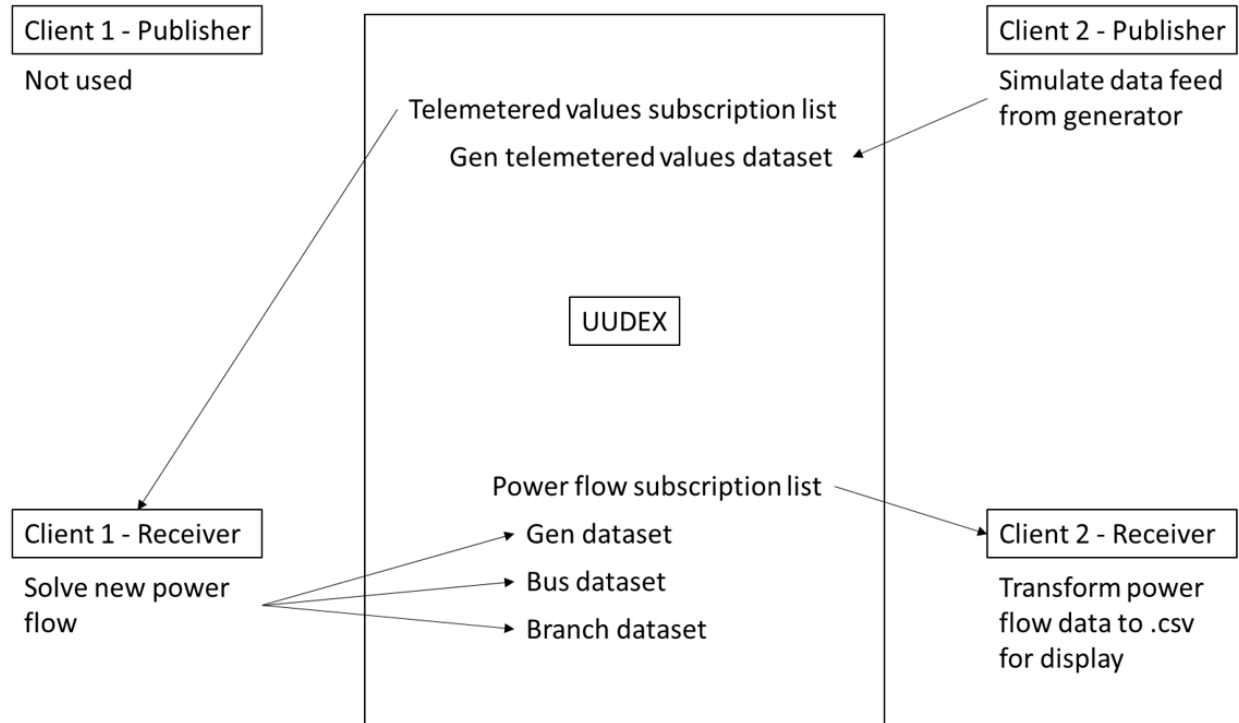 Client 1 - Publisher
Not used
Client 2 - Publisher
Simulate data feed
from generator
Telemetered values subscription list
Gen telemetered values dataset
UUDEX
Power flow subscription list
Gen dataset
Bus dataset
Branch dataset
Client 1 - Receiver
Solve new power
flow
Client 2 - Receiver
Transform power
flow data to .csv
for display